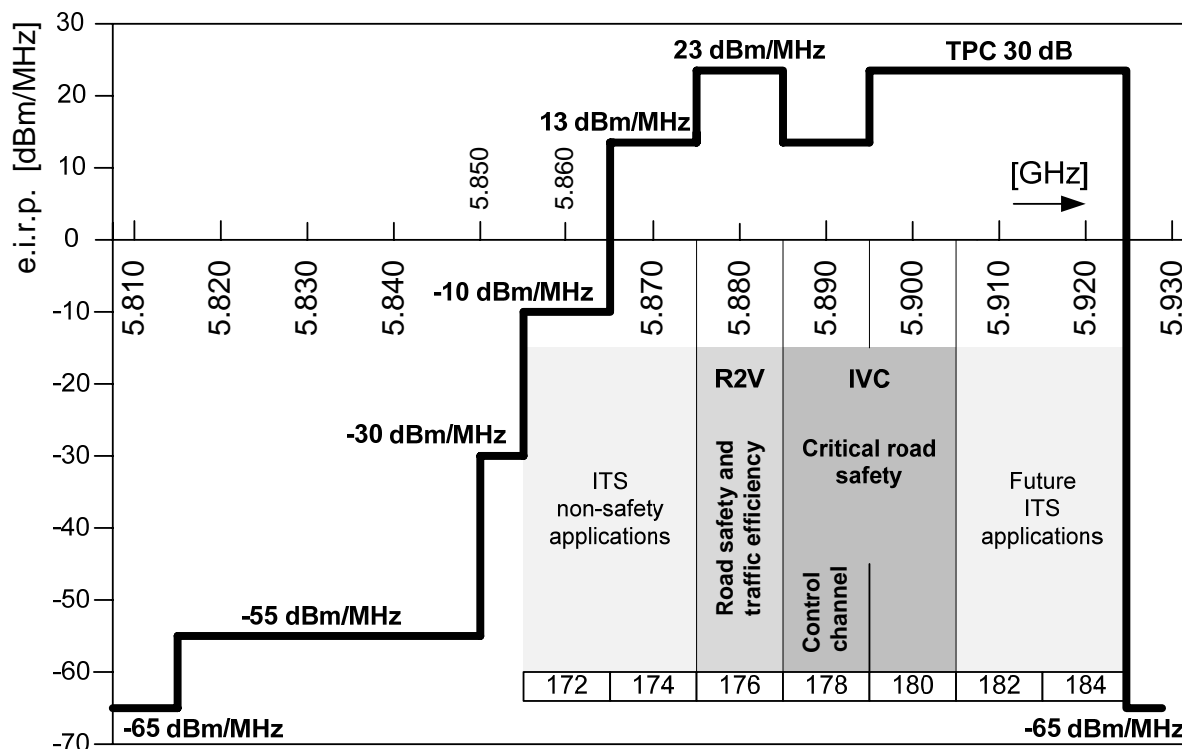 30
23 dBm/MHz
TPC 30 dB
20
13 dBm/MHz
10
5.850
5.860
[GHz]
e.i.r.p. [dBm/MHz]
0
5.810
5.820
5.830
5.840
5.870
5.880
5.890
5.900
5.910
5.920
5.930
-10 dBm/MHz
-10
-20
R2V
IVC
-30 dBm/MHz
-30
Critical road
safety
ITS
non-safety
applications
Road safety and
traffic efficiency
Future
ITS
applications
-40
-50
Control
channel
-55 dBm/MHz
-60
172
174
176
178
180
182
184
-65 dBm/MHz
-65 dBm/MHz
-70